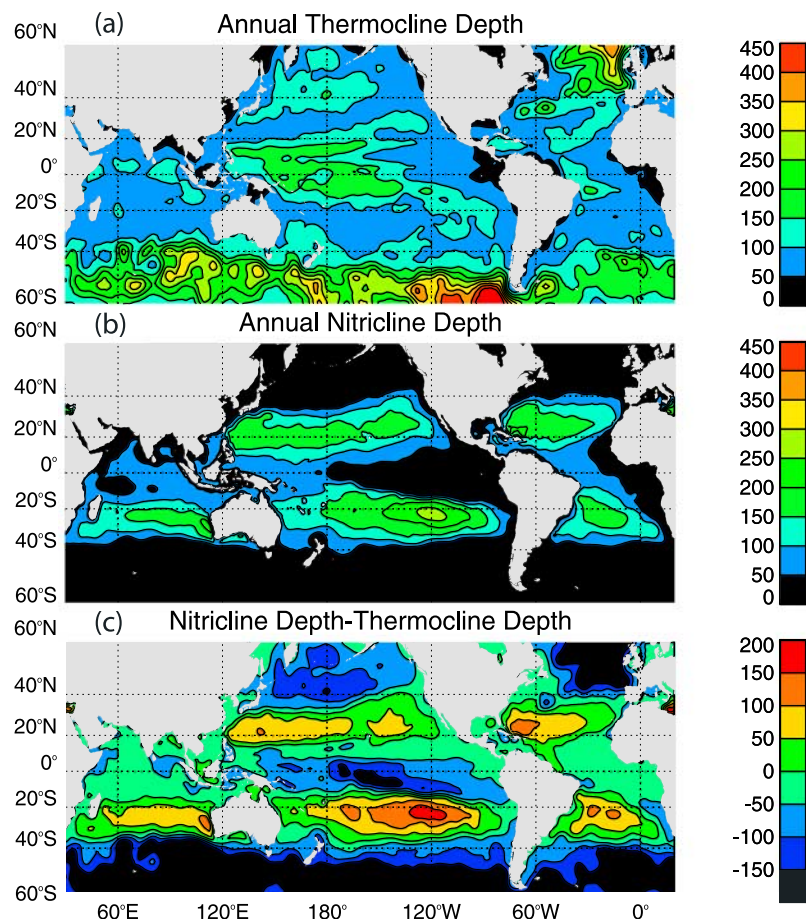 (a) Annual Thermocline Depth
60°N
40°N
20°N
0°
20°S
40°S
60°S
450
400
350
300
250
200
150
100
50
0
(b) Annual Nitricline Depth
60°N
40°N
20°N
0°
20°S
40°S
60°S
450
400
350
300
250
200
150
100
50
0
(c) Nitricline Depth-Thermocline Depth
60°N
40°N
20°N
0°
20°S
40°S
60°S
200
150
100
50
0
-50
-100
-150
60°E 120°E 180° 120°W 60°W 0°